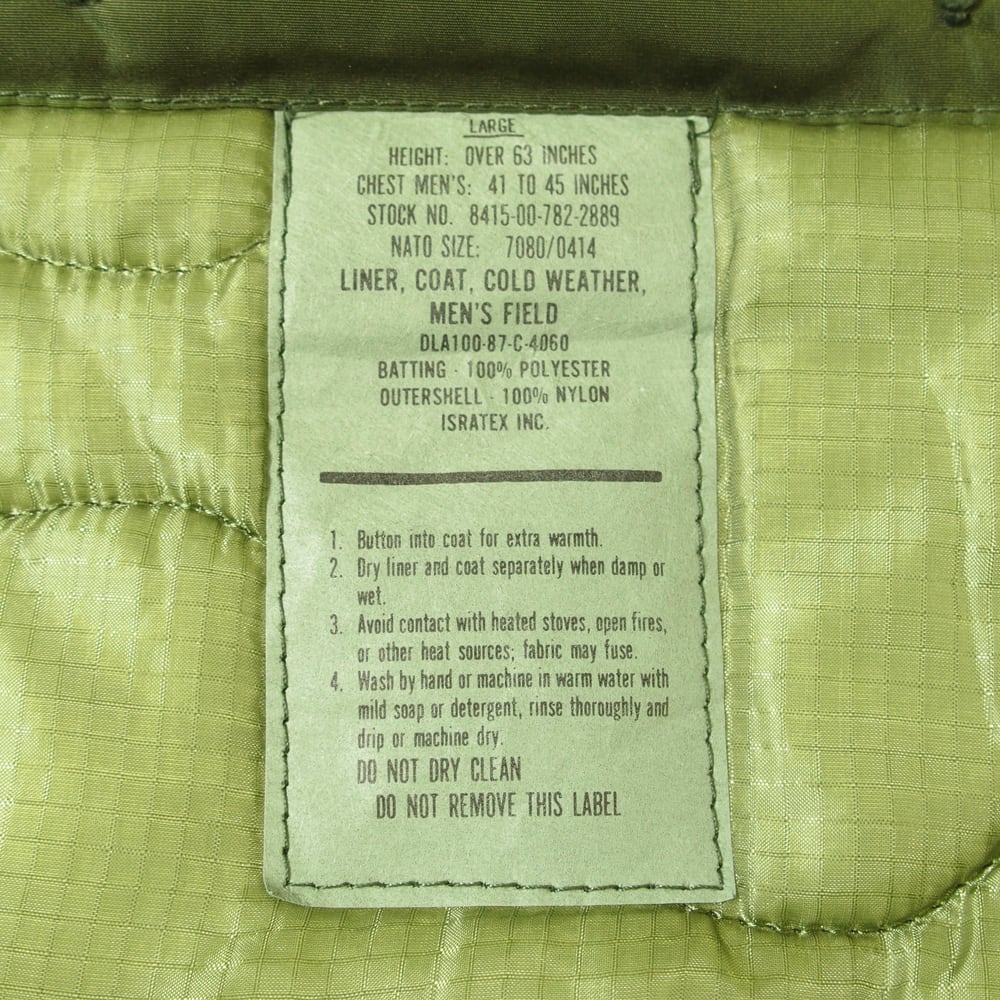 LARGE
HEIGHT: OVER 63 INCHES
CHEST MEN'S: 41 TO 45 INCHES
STOCK NO. 8415-00-782-2889
NATO SIZE: 7080/0414
LINER, COAT, COLD WEATHER,
MEN'S FIELD
DLA100-87-C-4060
BATTING - 100% POLYESTER
OUTERSHELL - 100% NYLON
ISRATEX INC.
1. Button into coat for extra warmth.
2. Dry liner and coat separately when damp or
wet.
3. Avoid contact with heated stoves, open fires,
or other heat sources; fabric may fuse.
4. Wash by hand or machine in warm water with
mild soap or detergent, rinse thoroughly and
drip or machine dry.
DO NOT DRY CLEAN
DO NOT REMOVE THIS LABEL